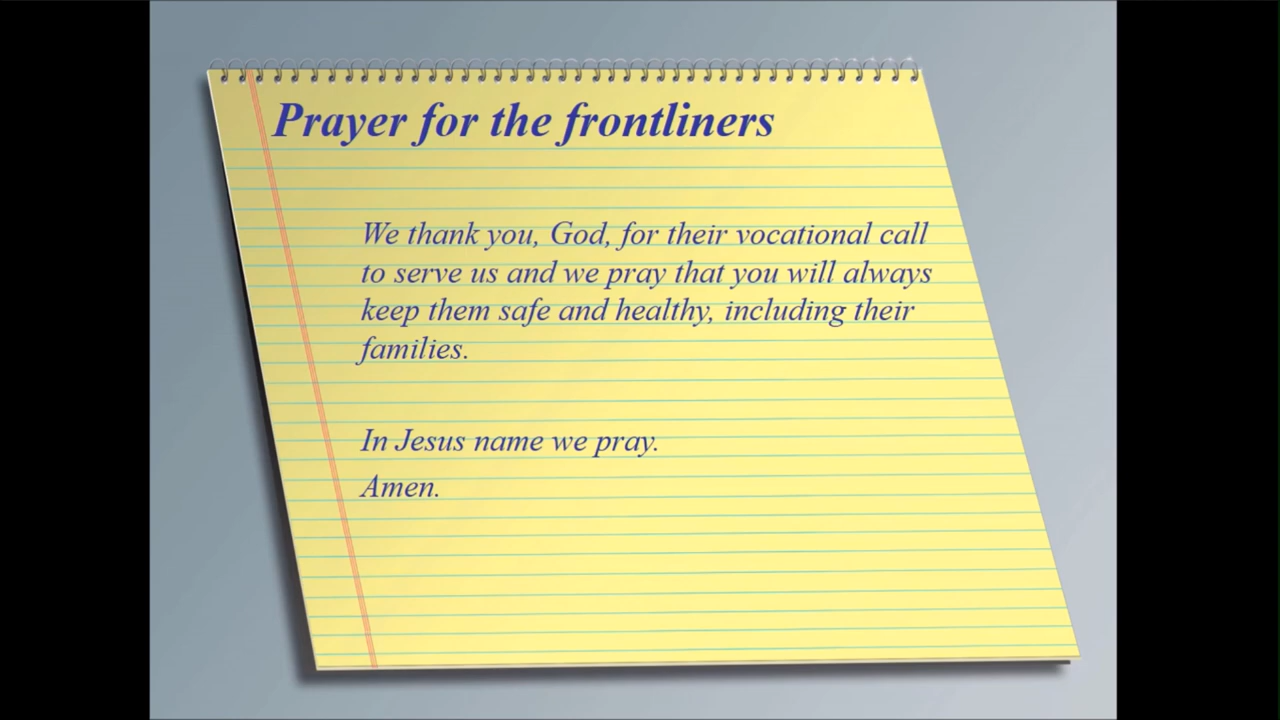 Prayer for the frontliners
We thank you, God, for their vocational call
to serve us and we pray that you will always
keep them safe and healthy, including their
families.
In Jesus name we pray.
Amen.